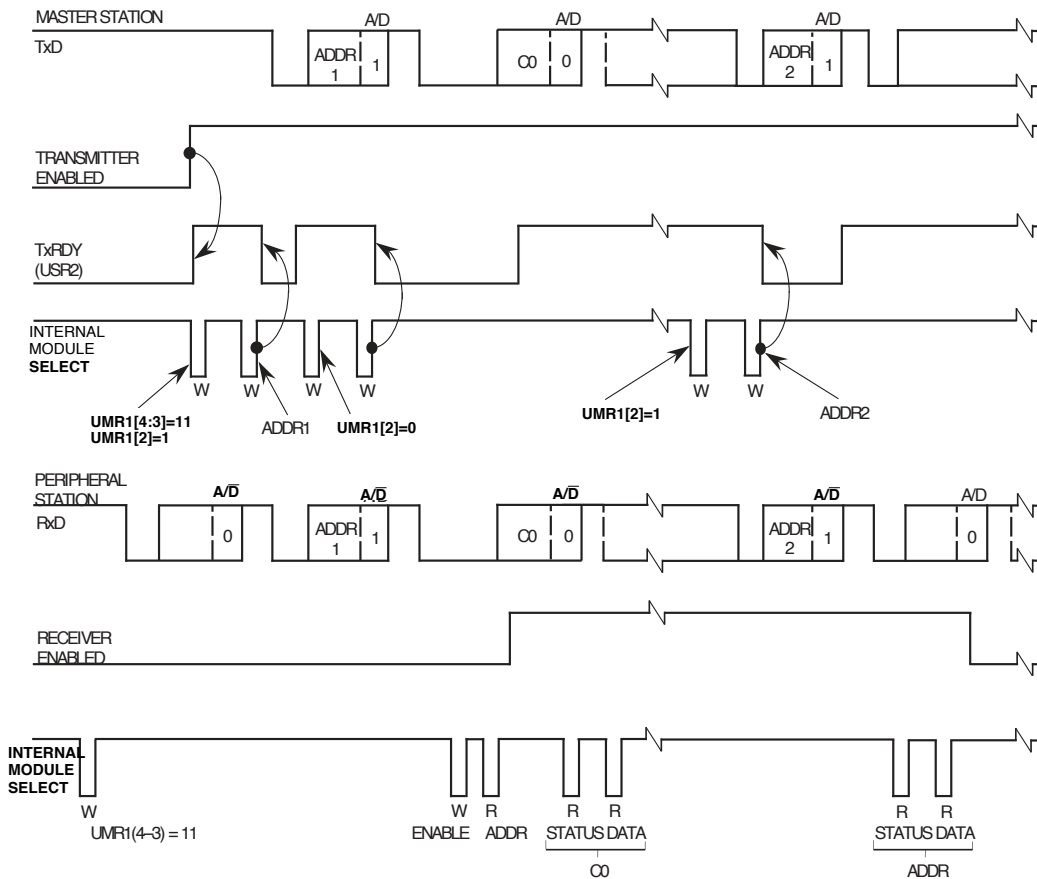 MASTER STATION
A/D
A/D
A/D
TxD
ADDR
1
1
C0
0
ADDR
2
1
TRANSMITTER
ENABLED
TxRDY
(USR2)
INTERNAL
MODULE
SELECT
W
W
W
W
W
W
UMR1[4:3]=11
UMR1[2]=1
ADDR1
UMR1[2]=0
UMR1[2]=1
ADDR2
PERIPHERAL
STATION
A/D̅
A/D̅
A/D̅
A/D̅
A/D
RxD
0
ADDR
1
1
C0
0
ADDR
2
1
0
RECEIVER
ENABLED
INTERNAL
MODULE
SELECT
W
W
R
R
R
R
R
UMR1(4–3) = 11
ENABLE
ADDR
STATUS DATA
STATUS DATA
C0
ADDR